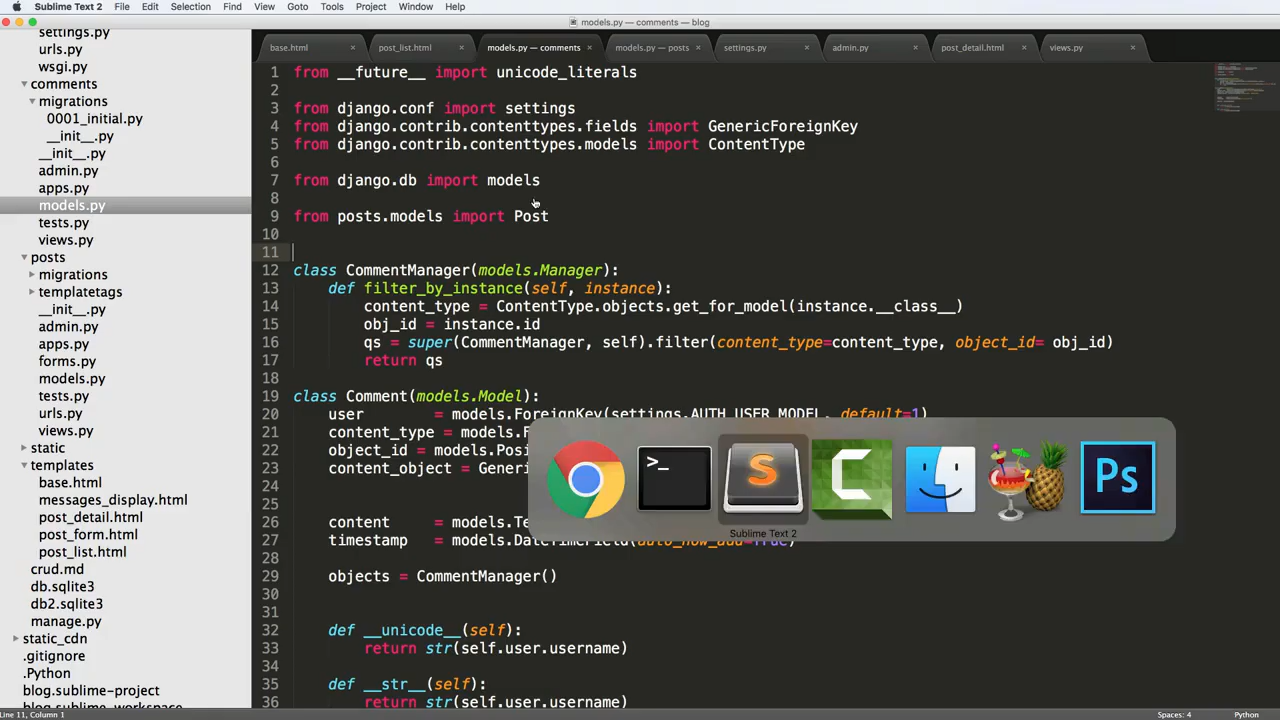 Sublime Text 2 File Edit Selection Find View Goto Tools Project Window Help
models.py — comments — blog
settings.py
urls.py
wsgi.py
comments
migrations
0001_initial.py
__init__.py
__init__.py
admin.py
apps.py
models.py
tests.py
views.py
posts
migrations
templatetags
__init__.py
admin.py
apps.py
forms.py
models.py
tests.py
urls.py
views.py
static
templates
base.html
messages_display.html
post_detail.html
post_form.html
post_list.html
crud.md
db.sqlite3
db2.sqlite3
manage.py
static_cdn
.gitignore
.Python
blog.sublime-project
blog.sublime-workspace
base.html × post_list.html × models.py — comments × models.py — posts × settings.py × admin.py × post_detail.html × views.py ×
1 from __future__ import unicode_literals
2
3 from django.conf import settings
4 from django.contrib.contenttypes.fields import GenericForeignKey
5 from django.contrib.contenttypes.models import ContentType
6
7 from django.db import models
8
9 from posts.models import Post
10
11
12 class CommentManager(models.Manager):
13 def filter_by_instance(self, instance):
14 content_type = ContentType.objects.get_for_model(instance.__class__)
15 obj_id = instance.id
16 qs = super(CommentManager, self).filter(content_type=content_type, object_id= obj_id)
17 return qs
18
19 class Comment(models.Model):
20 user = models.ForeignKey(settings.AUTH_USER_MODEL, default=1)
21 content_type = models.F
22 object_id = models.Posi
23 content_object = Generi
24
25
26 content = models.Te
27 timestamp = models.DateTimeField(auto_now_add=True)
28
29 objects = CommentManager()
30
31
32 def __unicode__(self):
33 return str(self.user.username)
34
35 def __str__(self):
36 return str(self.user.username)
>_
S
C
Ps
Sublime Text 2
Line 11, Column 1
Spaces: 4 Python